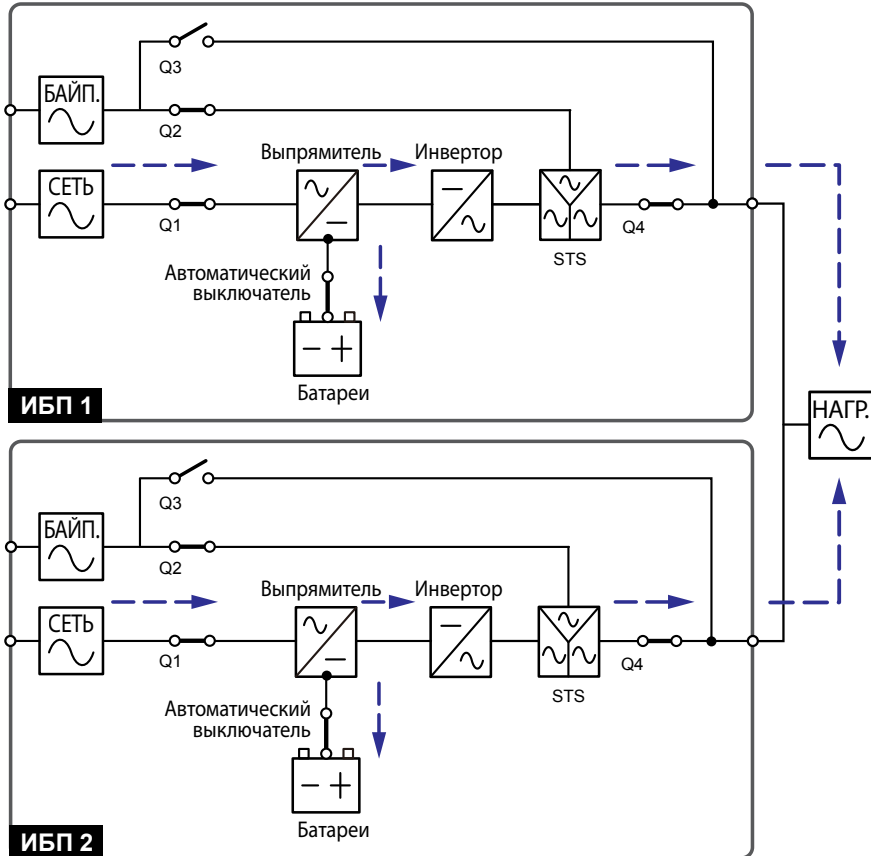 Q3
БАЙП.
Q2
Выпрямитель
Инвертор
СЕТЬ
Q1
Q4
STS
Автоматический
выключатель
Батареи
ИБП 1
НАГР.
Q3
БАЙП.
Q2
Выпрямитель
Инвертор
СЕТЬ
Q1
Q4
STS
Автоматический
выключатель
Батареи
ИБП 2